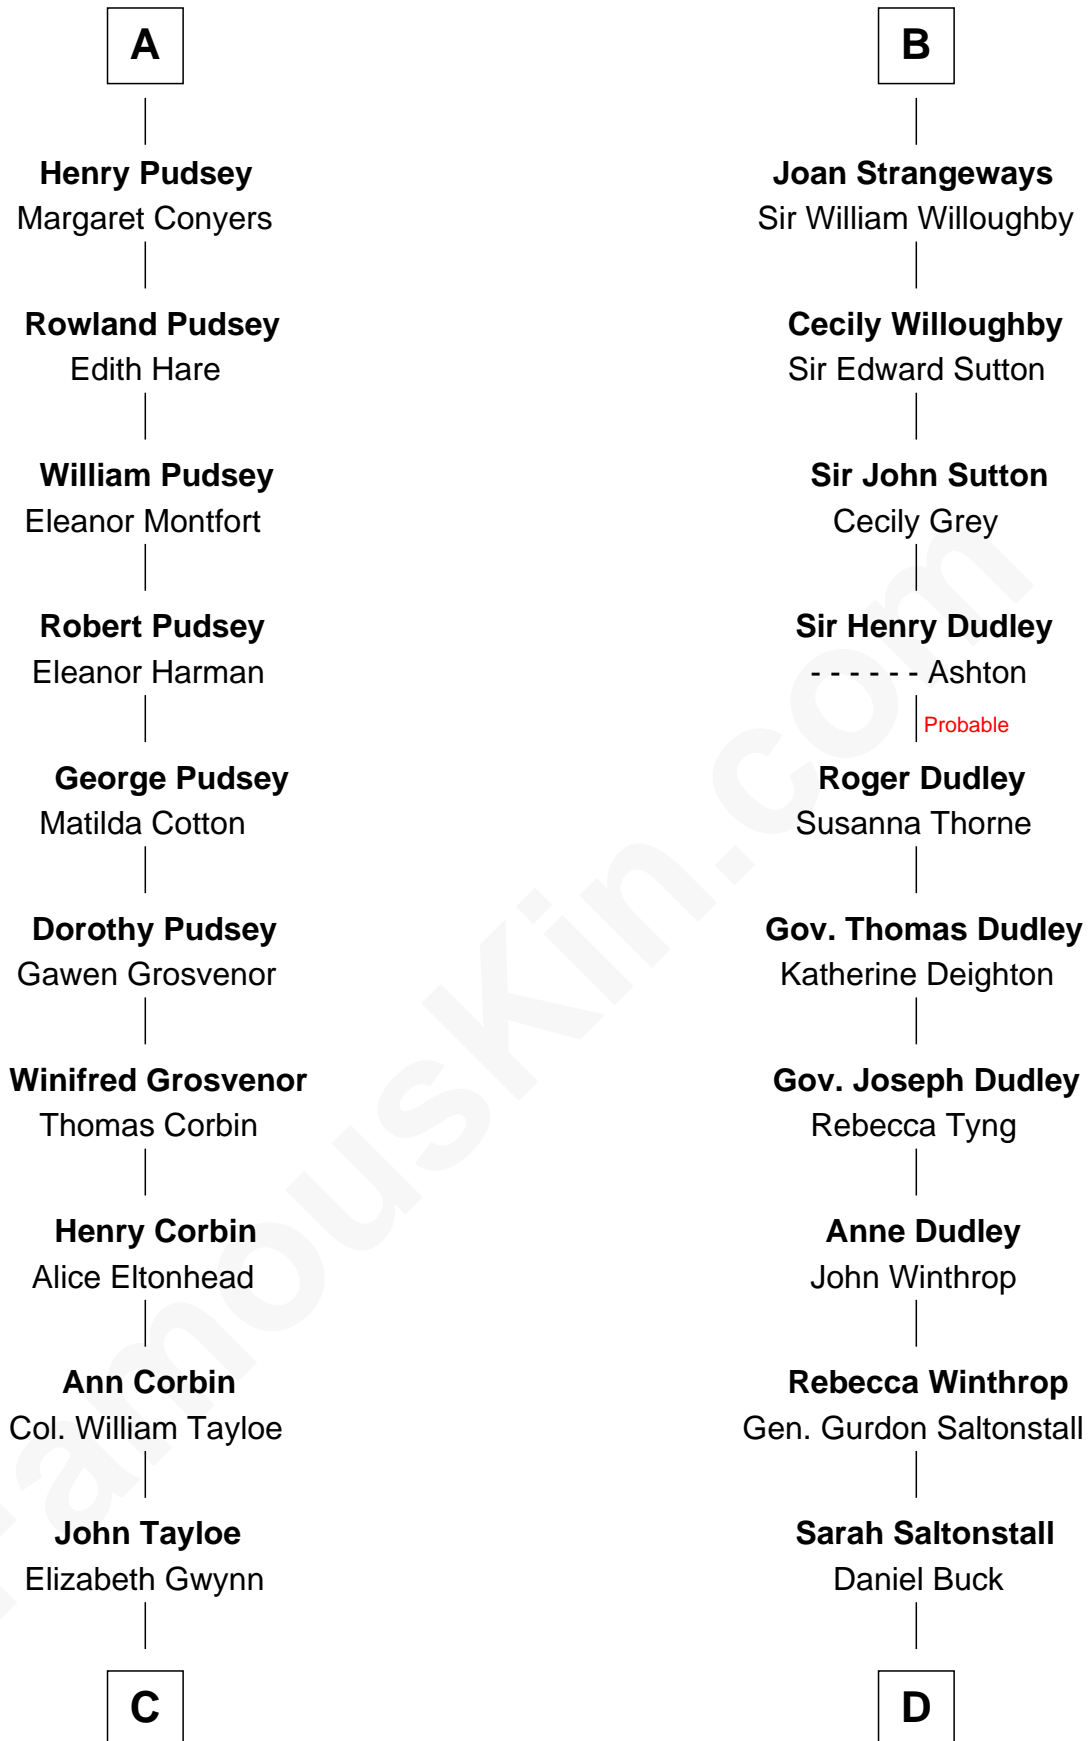 A
Henry Pudsey
Margaret Conyers
Rowland Pudsey
Edith Hare
William Pudsey
Eleanor Montfort
Robert Pudsey
Eleanor Harman
George Pudsey
Matilda Cotton
Dorothy Pudsey
Gawen Grosvenor
Winifred Grosvenor
Thomas Corbin
Henry Corbin
Alice Eltonhead
Ann Corbin
Col. William Tayloe
John Tayloe
Elizabeth Gwynn
C
B
Joan Strangeways
Sir William Willoughby
Cecily Willoughby
Sir Edward Sutton
Sir John Sutton
Cecily Grey
Sir Henry Dudley
- - - - - - Ashton
Probable
Roger Dudley
Susanna Thorne
Gov. Thomas Dudley
Katherine Deighton
Gov. Joseph Dudley
Rebecca Tyng
Anne Dudley
John Winthrop
Rebecca Winthrop
Gen. Gurdon Saltonstall
Sarah Saltonstall
Daniel Buck
D
FamousKin.com